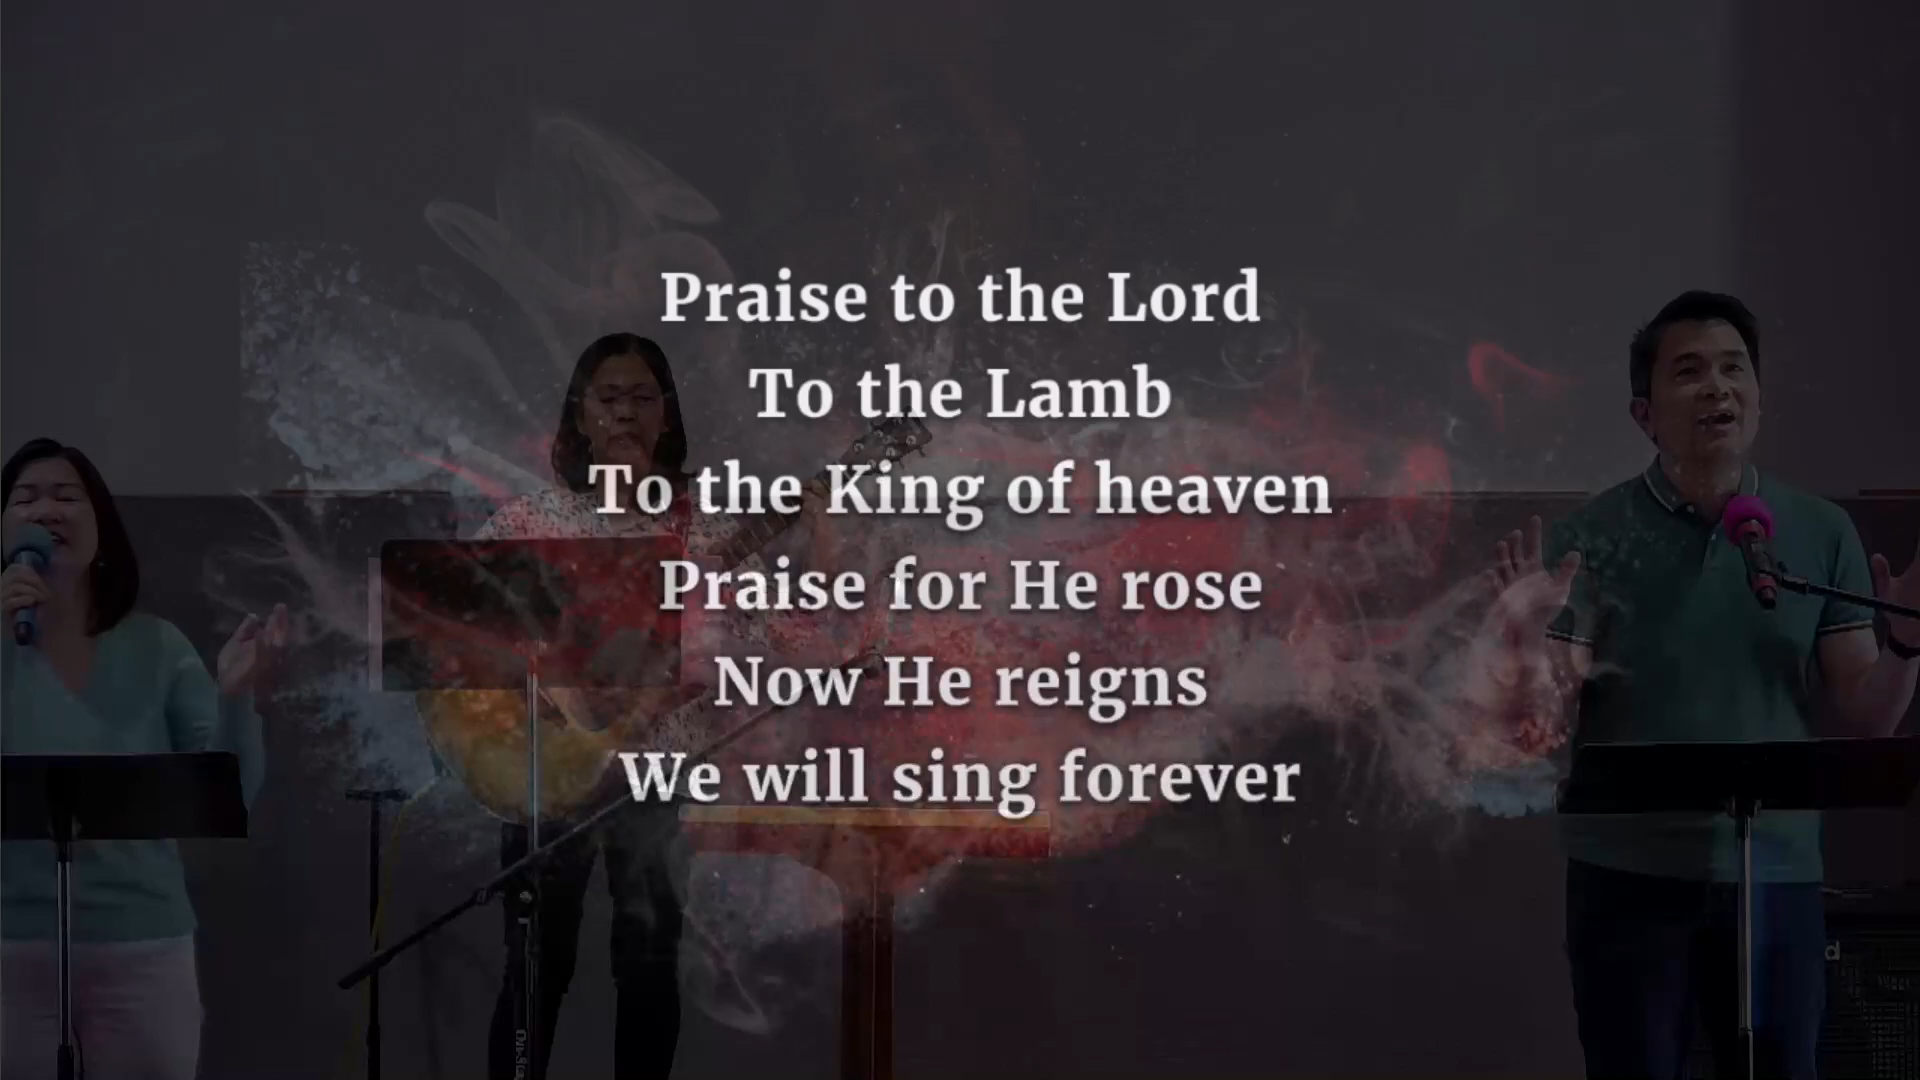 Praise to the Lord
To the Lamb
To the King of heaven
Praise for He rose
Now He reigns
We will sing forever